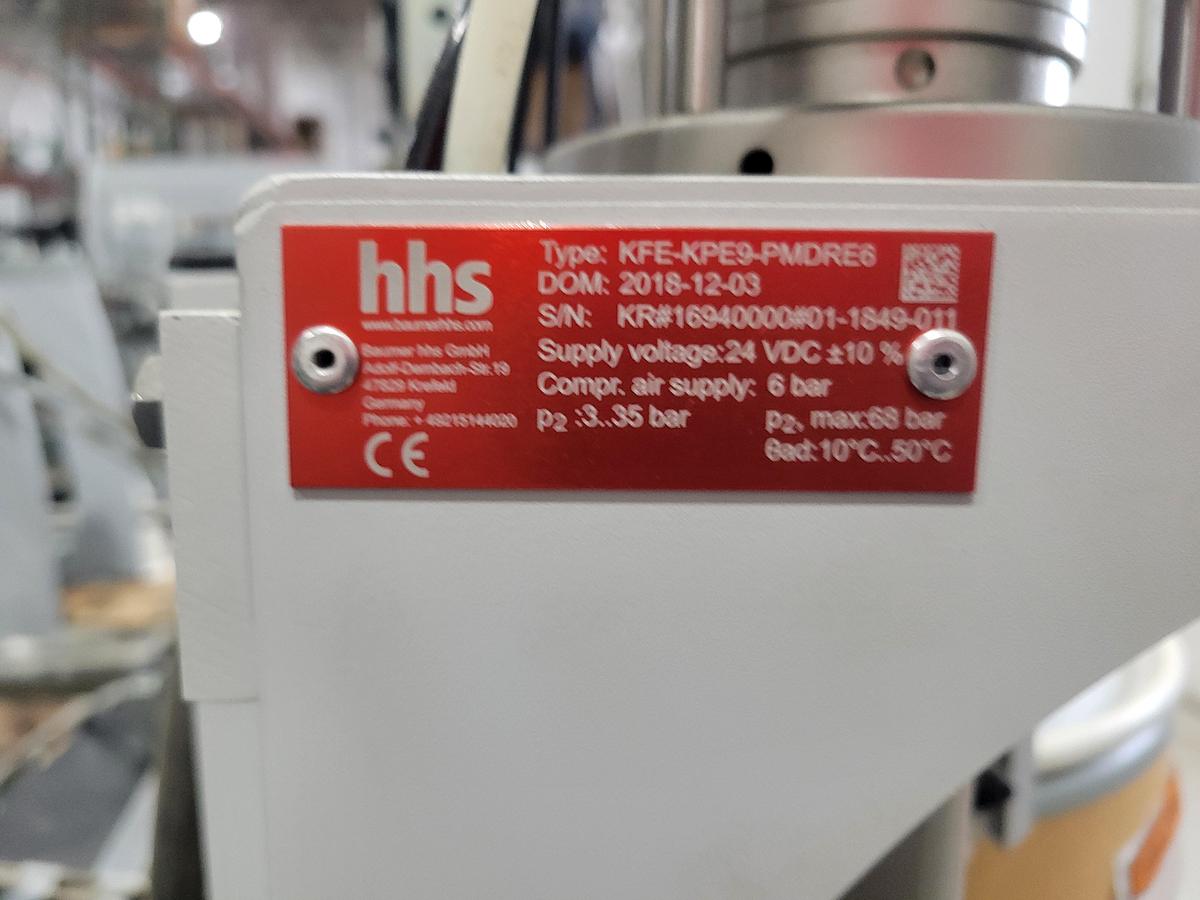 hhs
www.baumerhhs.com
Baumer hhs GmbH
Adolf-Dembach-Str.19
47829 Krefeld
Germany
Phone: + 49215144020
CE
Type: KFE-KPE9-PMDRE6
DOM: 2018-12-03
S/N: KR#16940000#01-1849-011
Supply voltage:24 VDC ±10 %
Compr. air supply: 6 bar
p2 :3..35 bar p2, max:68 bar
θad:10°C..50°C